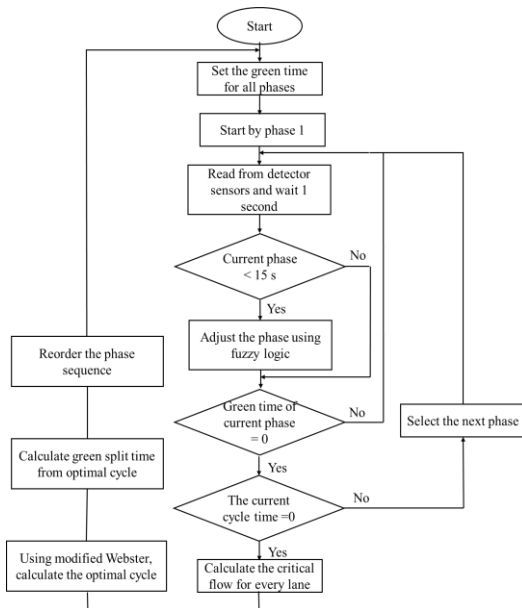 Start
Set the green time
for all phases
Start by phase 1
Read from detector
sensors and wait 1
second
Current phase
< 15 s
No
Yes
Adjust the phase using
fuzzy logic
Green time of
current phase
= 0
No
Yes
The current
cycle time =0
No
Yes
Calculate the critical
flow for every lane
Select the next phase
Reorder the phase
sequence
Calculate green split time
from optimal cycle
Using modified Webster,
calculate the optimal cycle